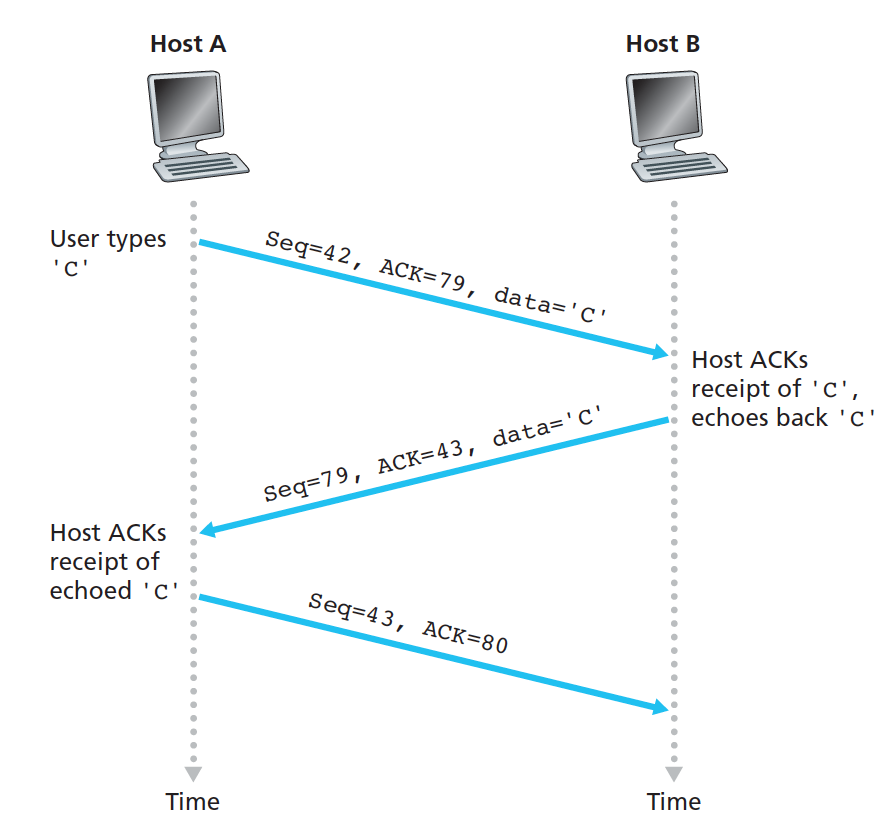 Host A
Host B
User types
'C'
Seq=42, ACK=79, data='C'
Host ACKs
receipt of 'C',
echoes back 'C'
Seq=79, ACK=43, data='C'
Host ACKs
receipt of
echoed 'C'
Seq=43, ACK=80
Time
Time